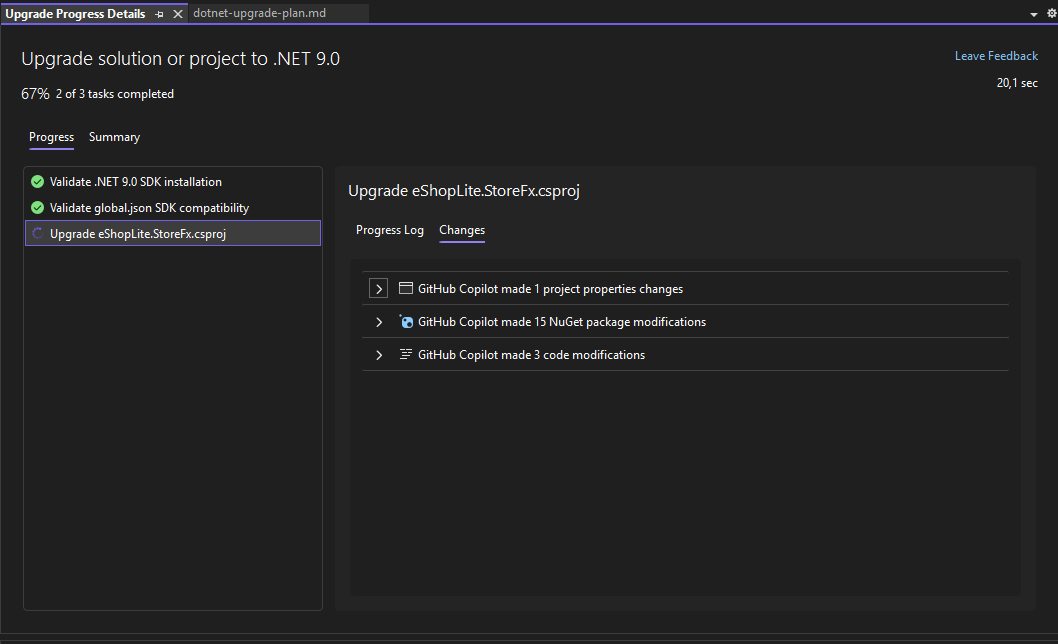 Upgrade Progress Details
dotnet-upgrade-plan.md
Upgrade solution or project to .NET 9.0
Leave Feedback
67% 2 of 3 tasks completed
20,1 sec
Progress Summary
Validate .NET 9.0 SDK installation
Validate global.json SDK compatibility
Upgrade eShopLite.StoreFx.csproj
Upgrade eShopLite.StoreFx.csproj
Progress Log Changes
GitHub Copilot made 1 project properties changes
GitHub Copilot made 15 NuGet package modifications
GitHub Copilot made 3 code modifications